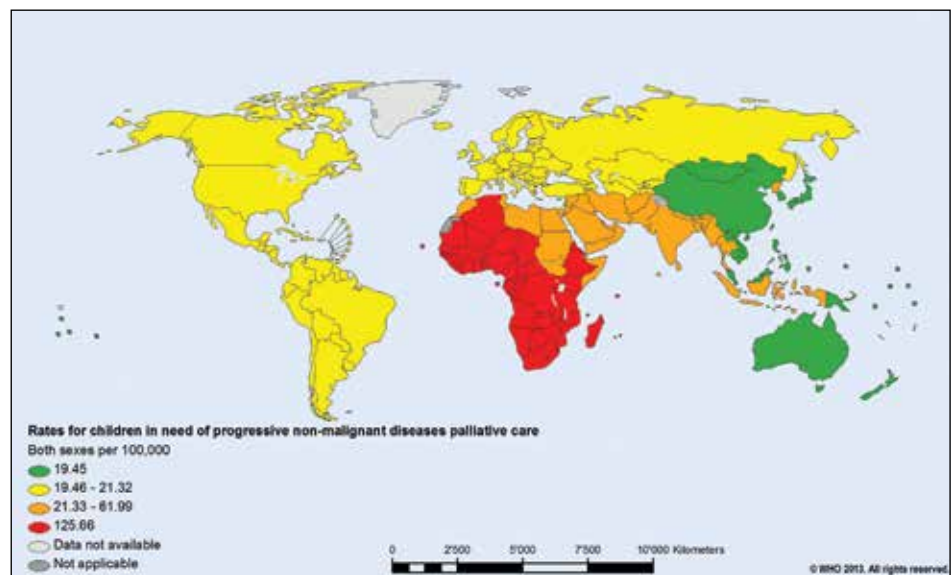 Rates for children in need of progressive non-malignant diseases palliative care
Both sexes per 100,000
19.45
19.46 - 21.32
21.33 - 61.99
125.66
Data not available
Not applicable
0 2'500 5'000 7'500 10'000 Kilometers
© WHO 2013. All rights reserved